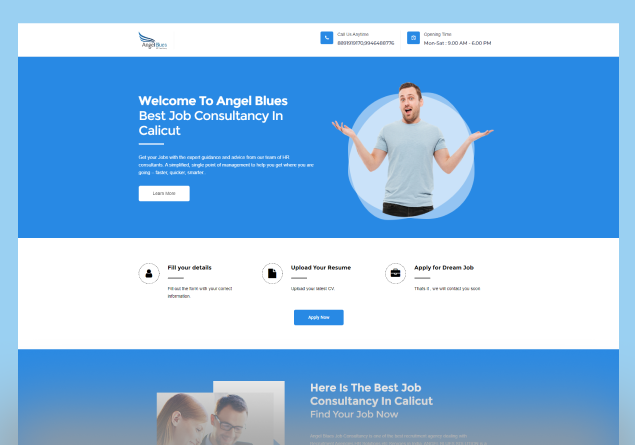 AngelBlues
Call Us Anytime
8891919170,9946488776
Opening Time
Mon-Sat : 9.00 AM - 6.00 PM
Welcome To Angel Blues
Best Job Consultancy In
Calicut
Get your Jobs with the expert guidance and advice from our team of HR
consultants. A simplified, single point of management to help you get where you are
going – faster, quicker, smarter.
Learn More
Fill your details
Fill out the form with your correct
information
Upload Your Resume
Upload your latest CV.
Apply for Dream Job
Thats it , we will contact you soon
Apply Now
Here Is The Best Job
Consultancy In Calicut
Find Your Job Now